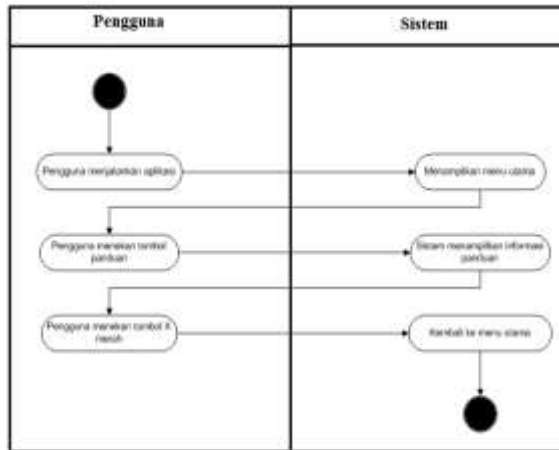 Pengguna
Sistem
Pengguna menjalankan aplikasi
Menampilkan menu utama
Pengguna menekan tombol
panduan
Sistem menampilkan informasi
panduan
Pengguna menekan tombol X
merah
Kembali ke menu utama